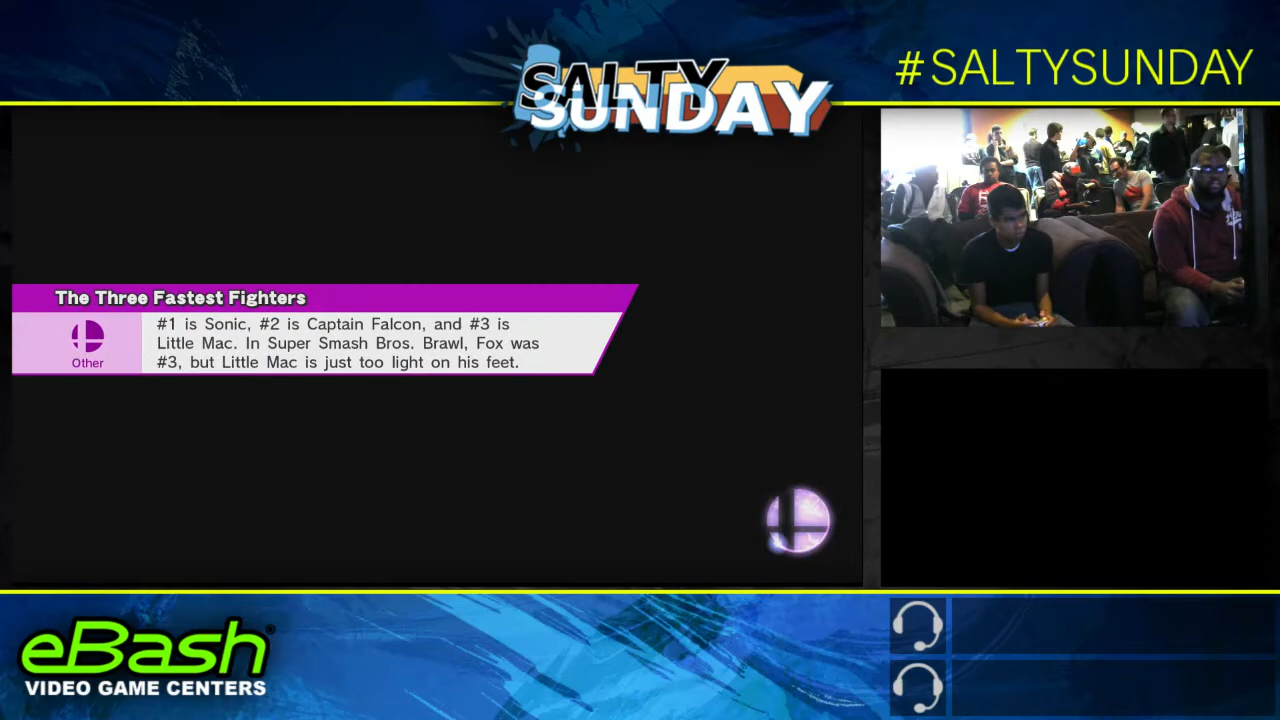 SALTY
SUNDAY
#SALTYSUNDAY
The Three Fastest Fighters
Other
#1 is Sonic, #2 is Captain Falcon, and #3 is
Little Mac. In Super Smash Bros. Brawl, Fox was
#3, but Little Mac is just too light on his feet.
eBash®
VIDEO GAME CENTERS